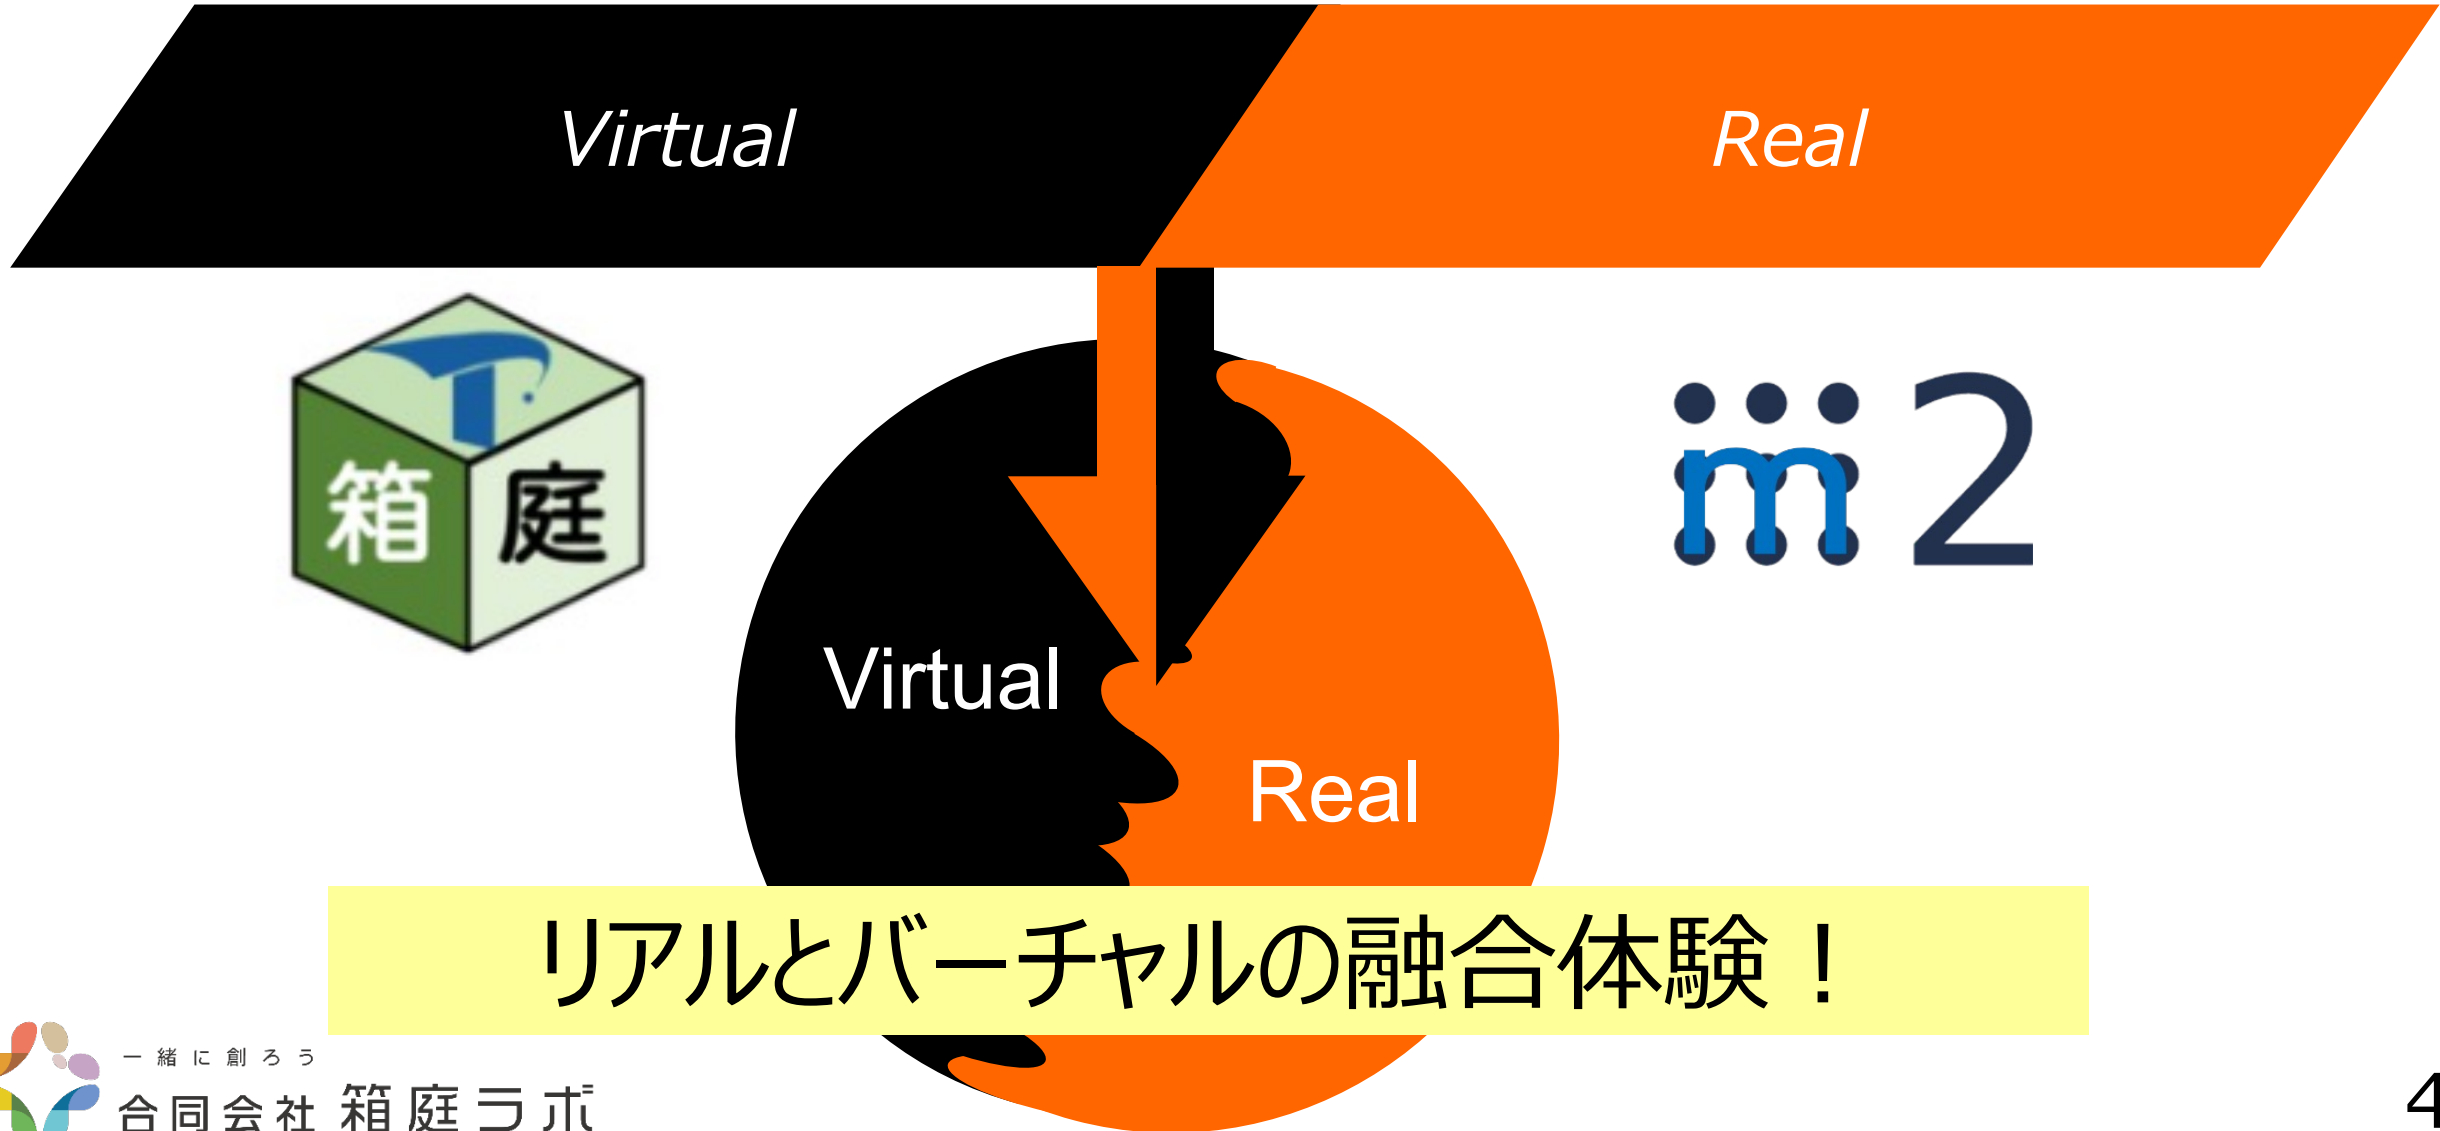 Virtual
Real
箱 庭
m2
Virtual
Real
リアルとバーチャルの融合体験！
一緒に創ろう
合同会社 箱庭ラボ
4